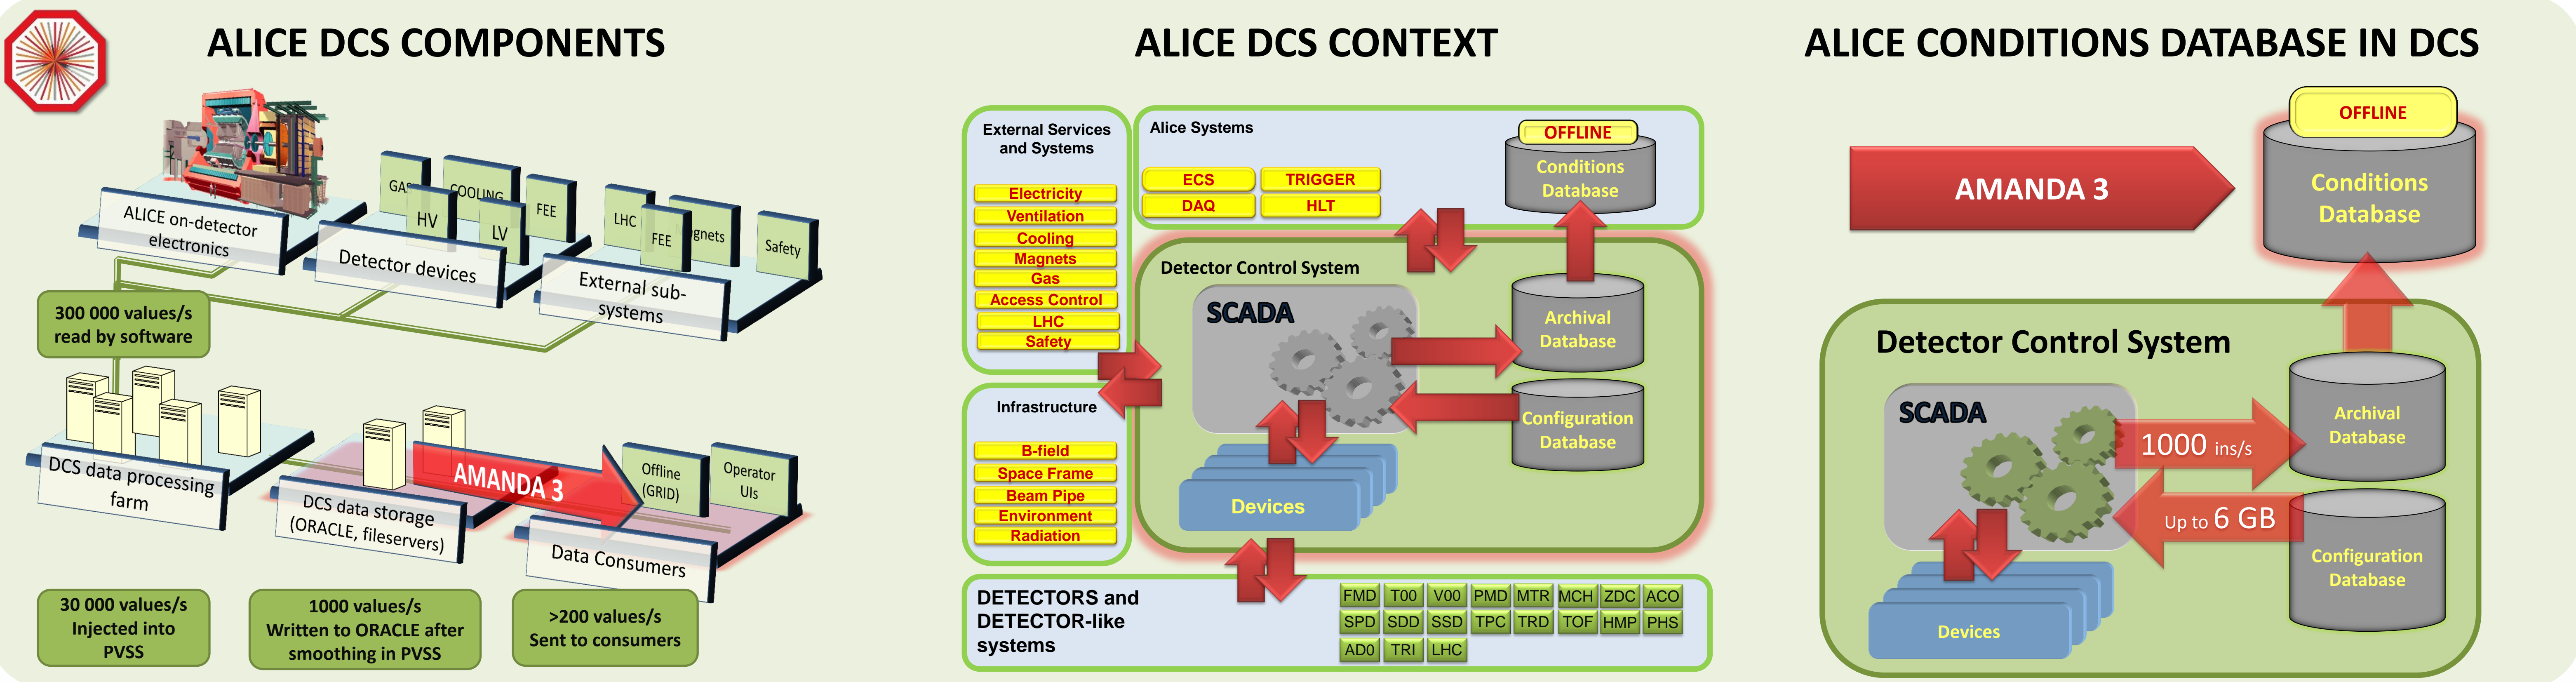 ALICE DCS COMPONENTS
GAS
COOLING
FEE
HV
LV
LHC
FEE
Magnets
Safety
ALICE on-detector
electronics
Detector devices
External sub-
systems
300 000 values/s
read by software
DCS data processing
farm
DCS data storage
(ORACLE, fileservers)
AMANDA 3
Offline
(GRID)
Operator
UIs
Data Consumers
30 000 values/s
Injected into
PVSS
1000 values/s
Written to ORACLE after
smoothing in PVSS
>200 values/s
Sent to consumers
ALICE DCS CONTEXT
External Services
and Systems
Electricity
Ventilation
Cooling
Magnets
Gas
Access Control
LHC
Safety
Infrastructure
B-field
Space Frame
Beam Pipe
Environment
Radiation
Alice Systems
ECS
TRIGGER
DAQ
HLT
OFFLINE
Conditions
Database
Detector Control System
SCADA
Archival
Database
Configuration
Database
Devices
DETECTORS and
DETECTOR-like
systems
FMD T00 V00 PMD MTR MCH ZDC ACO
SPD SDD SSD TPC TRD TOF HMP PHS
AD0 TRI LHC
ALICE CONDITIONS DATABASE IN DCS
AMANDA 3
OFFLINE
Conditions
Database
Detector Control System
SCADA
1000 ins/s
Up to 6 GB
Archival
Database
Configuration
Database
Devices